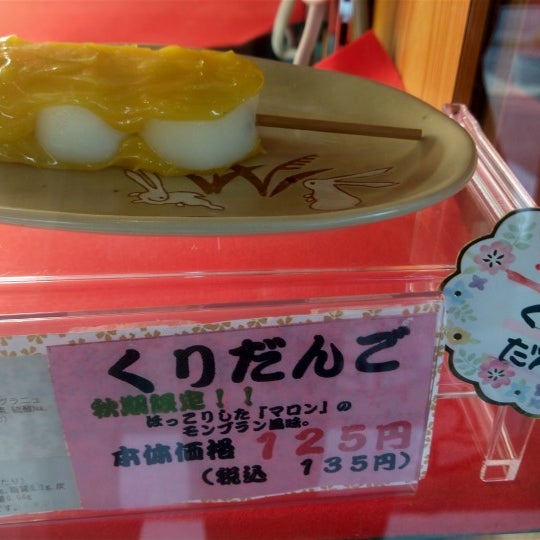 くりだんご
秋期限定！！
ほっこりした「マロン」の
モンブラン風味。
本体価格 125円
（税込 135円）